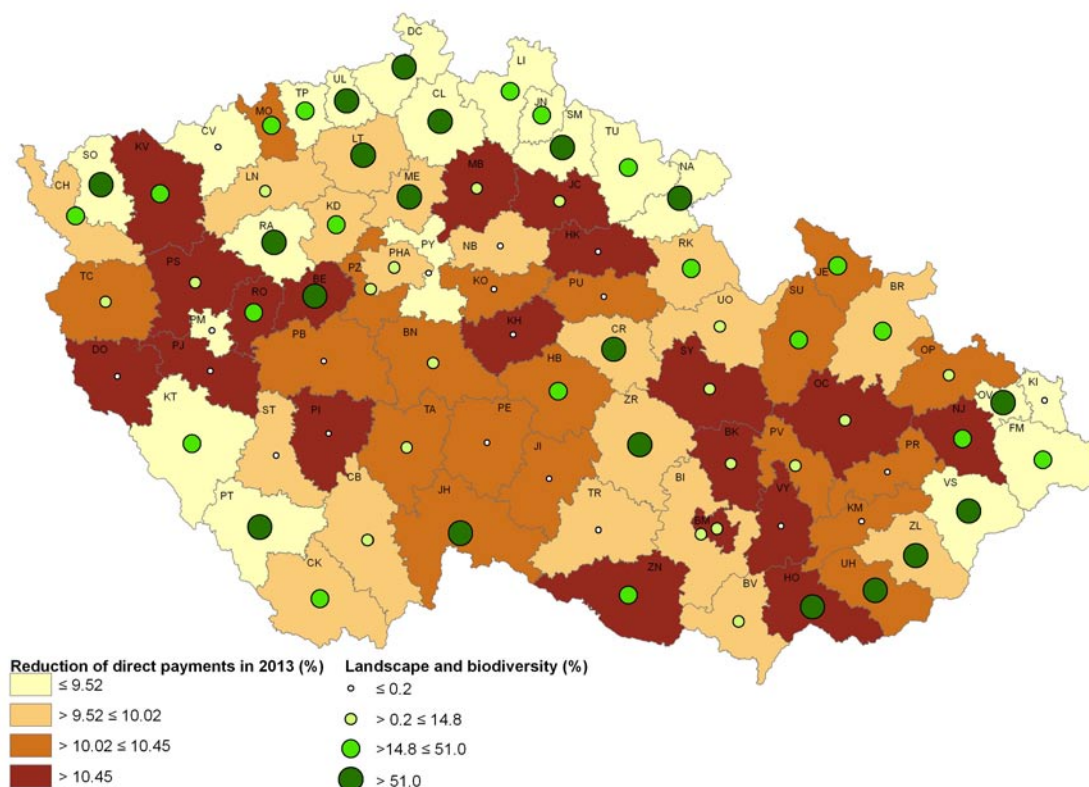 DC
LI
UL
TP
CL
JN
MO
SM
CV
TU
LT
KV
SO
NA
MB
CH
ME
LN
JC
KD
RA
HK
PY
NB
PHA
RK
PZ
JE
TC
PS
BE
KO
PU
SU
BR
RO
UO
PM
CR
BN
PB
KH
OP
DO
PJ
SY
HB
OC
KI
OV
KT
ZR
NJ
ST
PI
TA
PE
FM
BK
PV
PR
JI
CB
BI
VS
JH
VY
PT
TR
KM
BM
ZL
ZN
UH
CK
BV
HO
Reduction of direct payments in 2013 (%)
≤ 9.52
> 9.52 ≤ 10.02
> 10.02 ≤ 10.45
> 10.45
Landscape and biodiversity (%)
≤ 0.2
> 0.2 ≤ 14.8
>14.8 ≤ 51.0
> 51.0